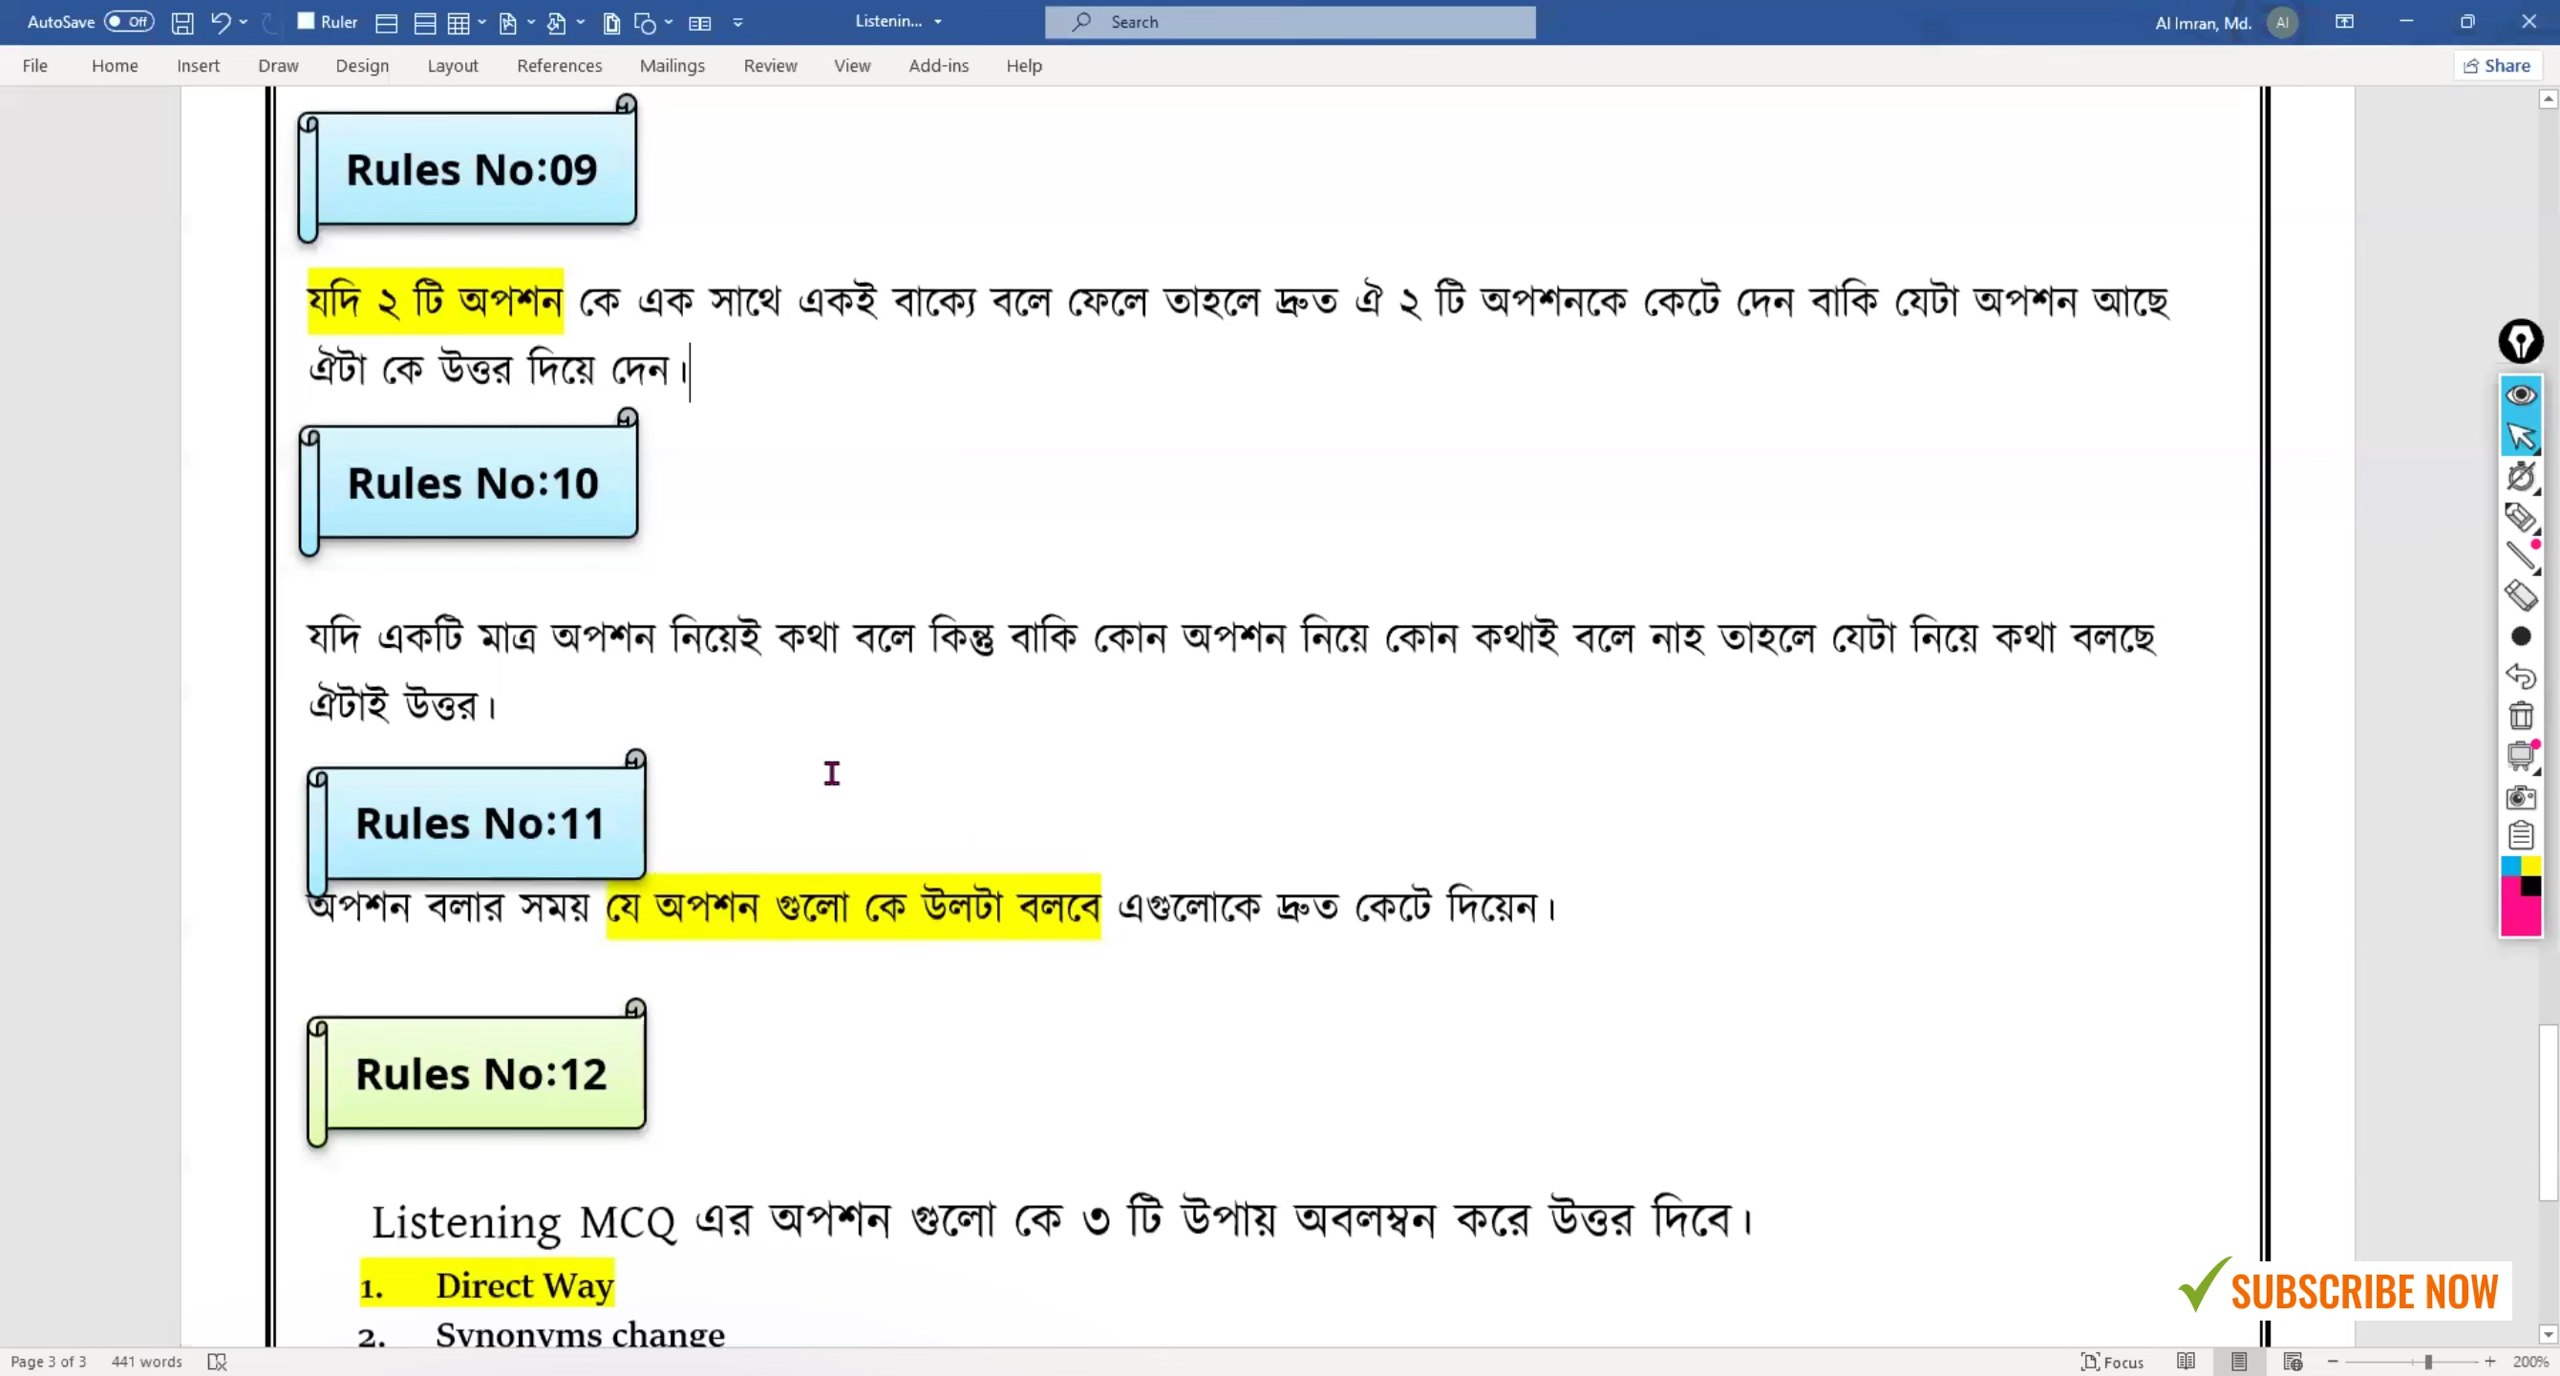 AutoSave Off Ruler Listenin... Search Al Imran, Md. AI
File Home Insert Draw Design Layout References Mailings Review View Add-ins Help Share
Rules No:09
যদি ২ টি অপশন কে এক সাথে একই বাক্যে বলে ফেলে তাহলে দ্রুত ঐ ২ টি অপশনকে কেটে দেন বাকি যেটা অপশন আছে
ঐটা কে উত্তর দিয়ে দেন।
Rules No:10
যদি একটি মাত্র অপশন নিয়েই কথা বলে কিন্তু বাকি কোন অপশন নিয়ে কোন কথাই বলে নাহ তাহলে যেটা নিয়ে কথা বলছে
ঐটাই উত্তর।
Rules No:11
অপশন বলার সময় যে অপশন গুলো কে উলটা বলবে এগুলোকে দ্রুত কেটে দিয়েন।
Rules No:12
Listening MCQ এর অপশন গুলো কে ৩ টি উপায় অবলম্বন করে উত্তর দিবে।
1. Direct Way
2. Synonyms change
SUBSCRIBE NOW
Page 3 of 3 441 words Focus 200%